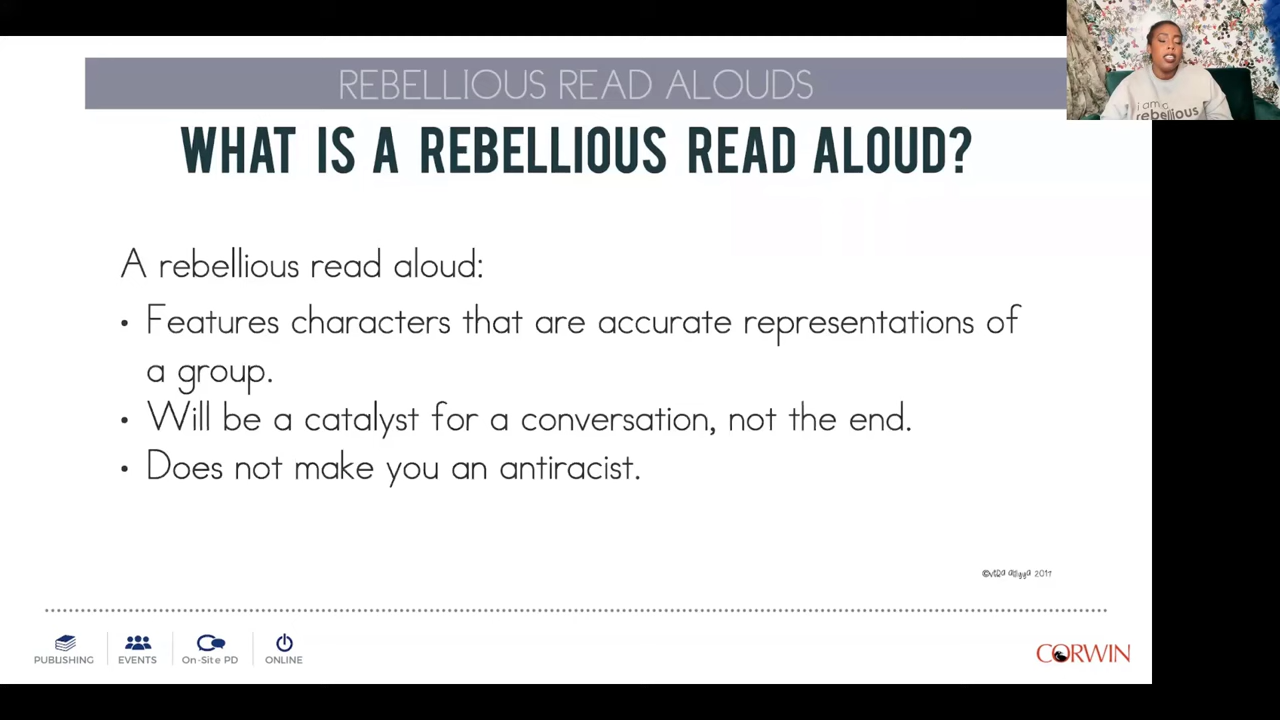 REBELLIOUS READ ALOUDS
i am a
rebellious
WHAT IS A REBELLIOUS READ ALOUD?
A rebellious read aloud:
• Features characters that are accurate representations of
a group.
• Will be a catalyst for a conversation, not the end.
• Does not make you an antiracist.
2019
PUBLISHING
EVENTS
On-Site PD
ONLINE
CORWIN